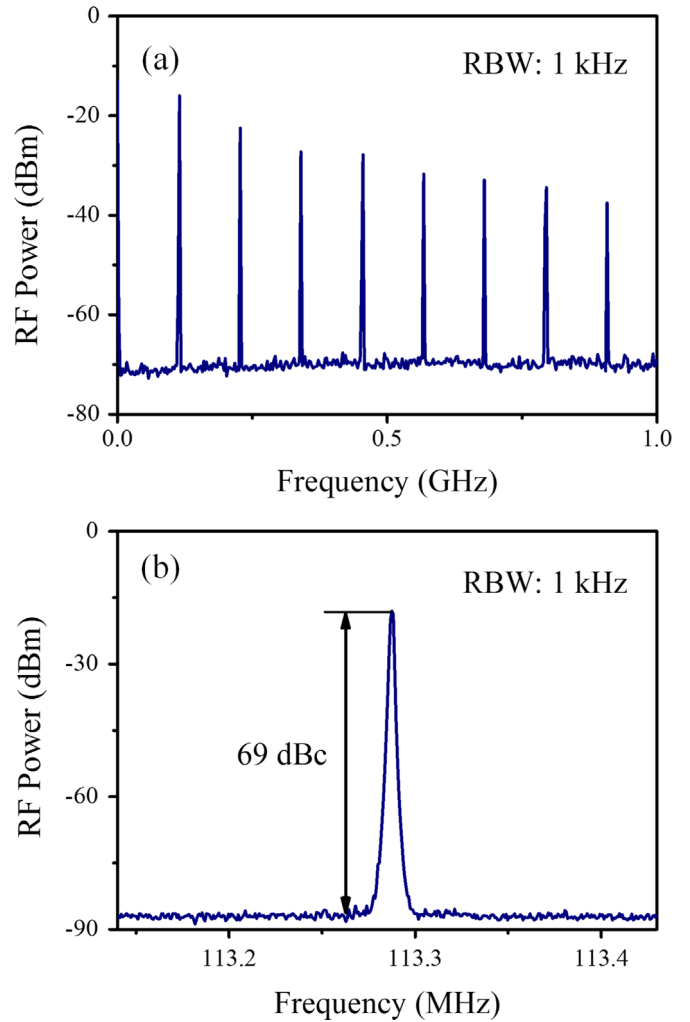 0
(a)
RBW: 1 kHz
-20
-40
-60
-80
RF Power (dBm)
0.0
0.5
1.0
Frequency (GHz)
0
(b)
RBW: 1 kHz
-30
69 dBc
-60
-90
RF Power (dBm)
113.2
113.3
113.4
Frequency (MHz)